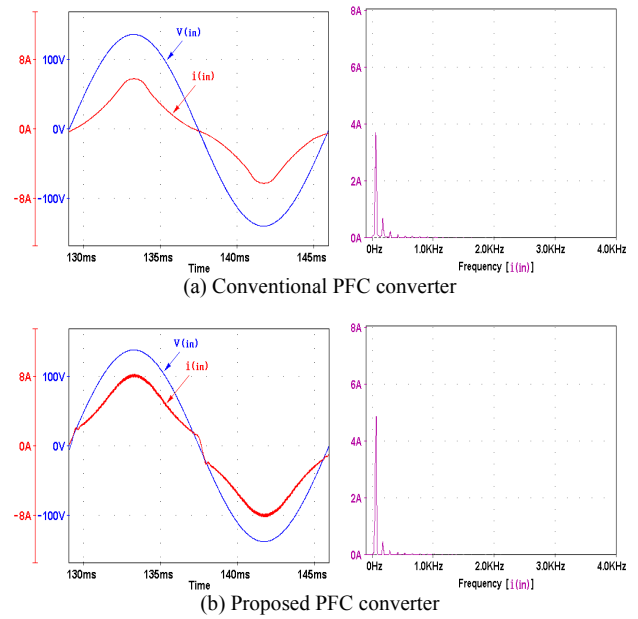 8A
0A
-8A
100V
0V
-100V
V(in)
i(in)
130ms
135ms
140ms
145ms
Time
8A
4A
2A
0A
0Hz
1.0KHz
2.0KHz
3.0KHz
4.0KHz
Frequency [i(in)]
(a) Conventional PFC converter
8A
0A
-8A
100V
0V
-100V
V(in)
i(in)
130ms
135ms
140ms
145ms
Time
8A
6A
4A
2A
0A
0Hz
1.0KHz
2.0KHz
3.0KHz
4.0KHz
Frequency [i(in)]
(b) Proposed PFC converter